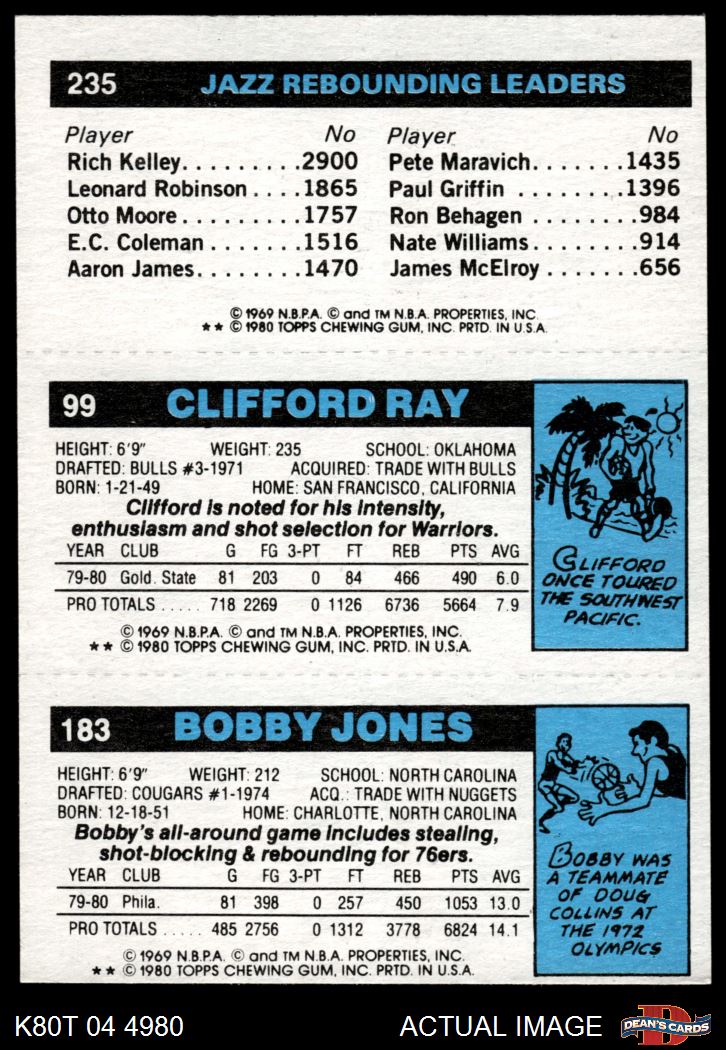 235 JAZZ REBOUNDING LEADERS
Player No Player No
Rich Kelley.........2900 Pete Maravich.......1435
Leonard Robinson....1865 Paul Griffin........1396
Otto Moore.........1757 Ron Behagen........984
E.C. Coleman........1516 Nate Williams.......914
Aaron James........1470 James McElroy.......656
© 1969 N.B.P.A. © and TM N.B.A. PROPERTIES, INC.
★★ © 1980 TOPPS CHEWING GUM, INC. PRTD. IN U.S.A.
99 CLIFFORD RAY
HEIGHT: 6'9" WEIGHT: 235 SCHOOL: OKLAHOMA
DRAFTED: BULLS #3-1971 ACQUIRED: TRADE WITH BULLS
BORN: 1-21-49 HOME: SAN FRANCISCO, CALIFORNIA
Clifford is noted for his intensity,
enthusiasm and shot selection for Warriors.
YEAR CLUB G FG 3-PT FT REB PTS AVG
79-80 Gold. State 81 203 0 84 466 490 6.0
PRO TOTALS ..... 718 2269 0 1126 6736 5664 7.9
© 1969 N.B.P.A. © and TM N.B.A. PROPERTIES, INC.
★★ © 1980 TOPPS CHEWING GUM, INC. PRTD. IN U.S.A.
CLIFFORD
ONCE TOURED
THE SOUTHWEST
PACIFIC.
183 BOBBY JONES
HEIGHT: 6'9" WEIGHT: 212 SCHOOL: NORTH CAROLINA
DRAFTED: COUGARS #1-1974 ACQ.: TRADE WITH NUGGETS
BORN: 12-18-51 HOME: CHARLOTTE, NORTH CAROLINA
Bobby's all-around game includes stealing,
shot-blocking & rebounding for 76ers.
YEAR CLUB G FG 3-PT FT REB PTS AVG
79-80 Phila. 81 398 0 257 450 1053 13.0
PRO TOTALS ..... 485 2756 0 1312 3778 6824 14.1
© 1969 N.B.P.A. © and TM N.B.A. PROPERTIES, INC.
★★ © 1980 TOPPS CHEWING GUM, INC. PRTD. IN U.S.A.
BOBBY WAS
A TEAMMATE
OF DOUG
COLLINS AT
THE 1972
OLYMPICS
K80T 04 4980 ACTUAL IMAGE DEAN'S CARDS